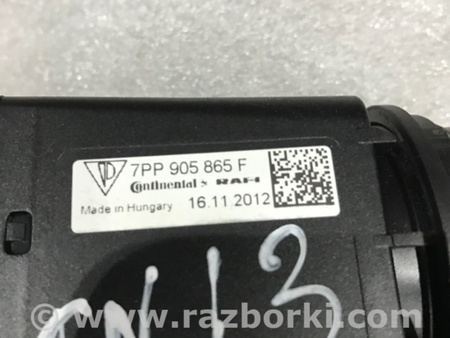 7PP 905 865 F
Continental & RAFI
Made in Hungary 16.11 2012
www.razborki.com